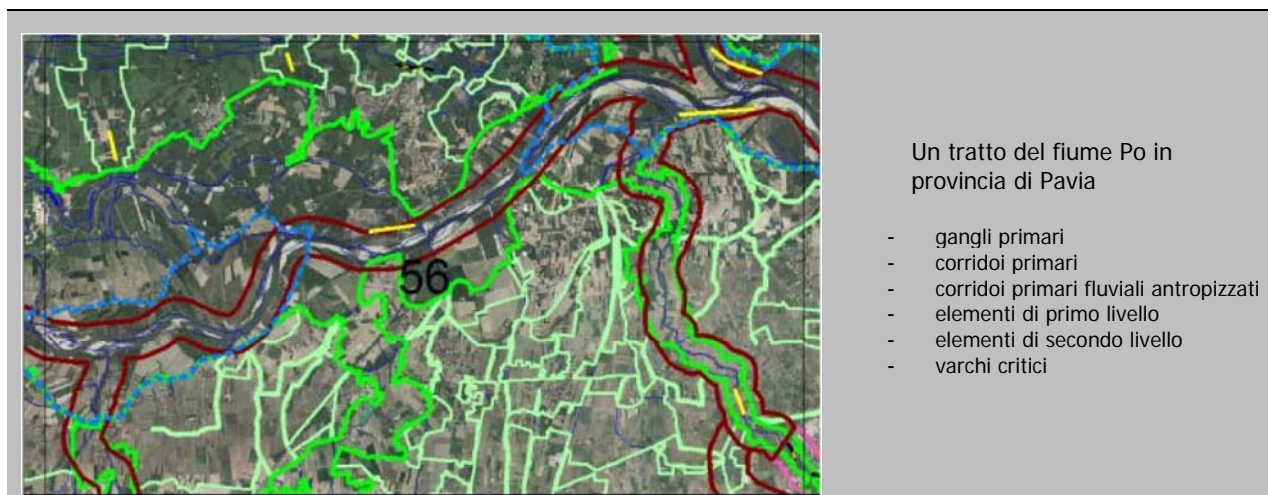 56
Un tratto del fiume Po in
provincia di Pavia
- gangli primari
- corridoi primari
- corridoi primari fluviali antropizzati
- elementi di primo livello
- elementi di secondo livello
- varchi critici